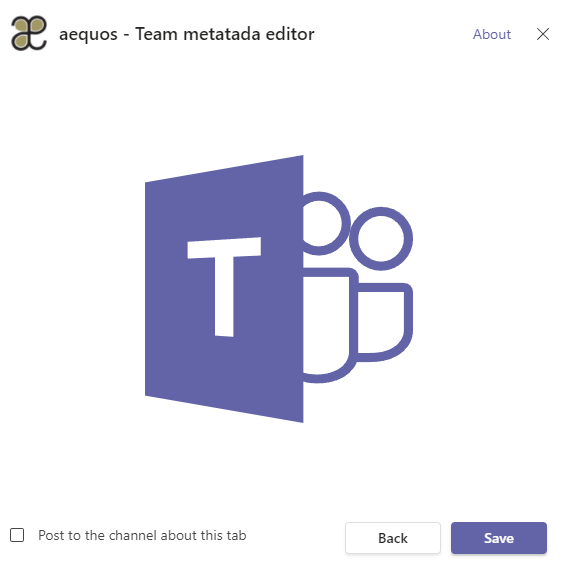 aequos - Team metatada editor
About
T
Post to the channel about this tab
Back
Save